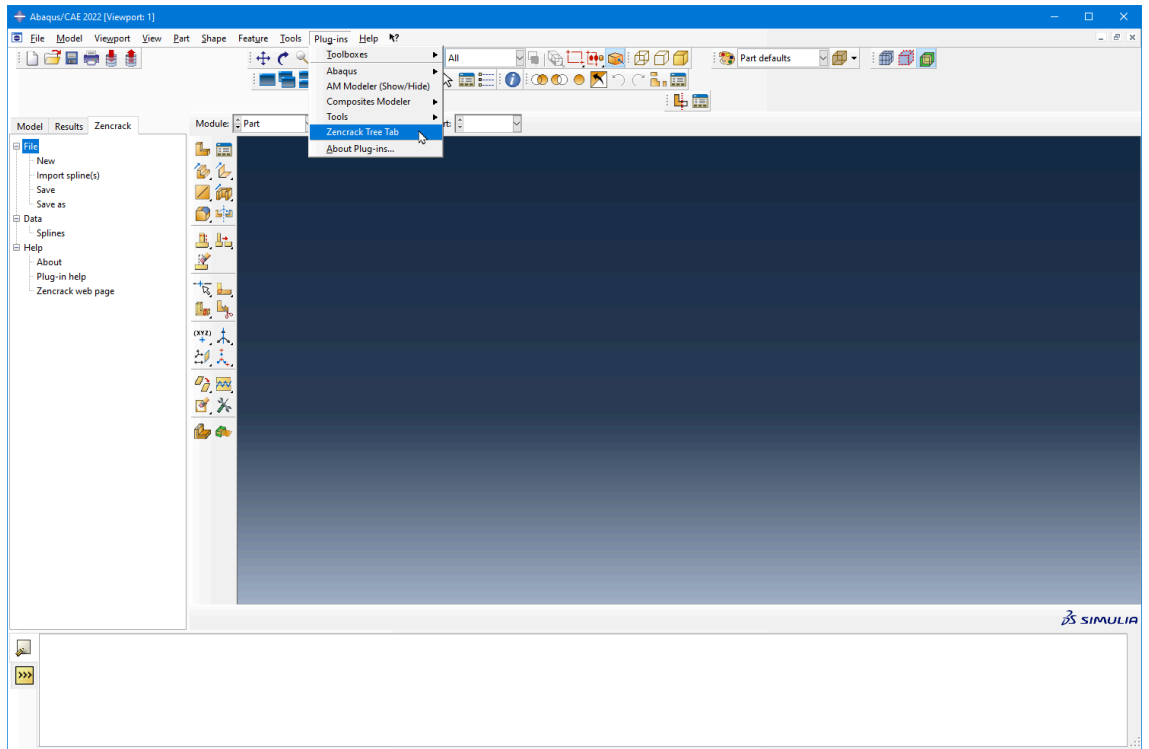 Abaqus/CAE 2022 [Viewport: 1]
File Model Viewport View Part Shape Feature Tools Plug-ins Help
Toolboxes
Abaqus
AM Modeler (Show/Hide)
Composites Modeler
Tools
Zencrack Tree Tab
About Plug-ins...
All
Part defaults
Model Results Zencrack
Module: Part
File
New
Import spline(s)
Save
Save as
Data
Splines
Help
About
Plug-in help
Zencrack web page
(XYZ)
SIMULIA
>>>